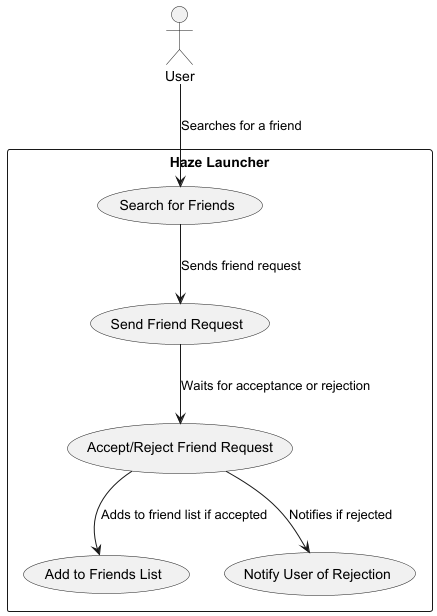 User
Searches for a friend
Haze Launcher
Search for Friends
Sends friend request
Send Friend Request
Waits for acceptance or rejection
Accept/Reject Friend Request
Adds to friend list if accepted
Notifies if rejected
Add to Friends List
Notify User of Rejection